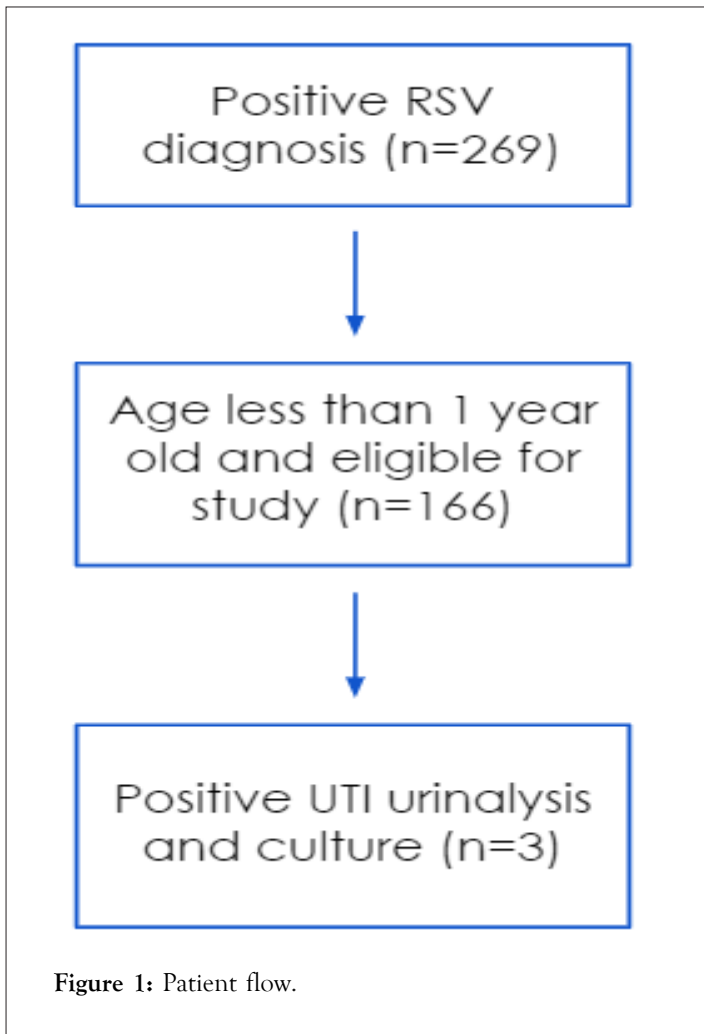 Positive RSV
diagnosis (n=269)
Age less than 1 year
old and eligible for
study (n=166)
Positive UTI urinalysis
and culture (n=3)
Figure 1: Patient flow.